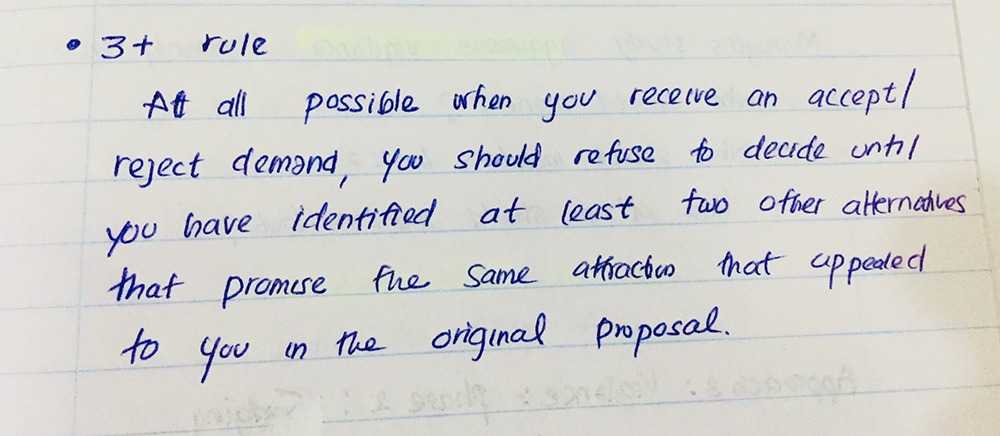 • 3+ rule
At all possible when you receive an accept/
reject demand, you should refuse to decide until
you have identified at least two other alternatives
that promise the same attraction that appealed
to you in the original proposal.